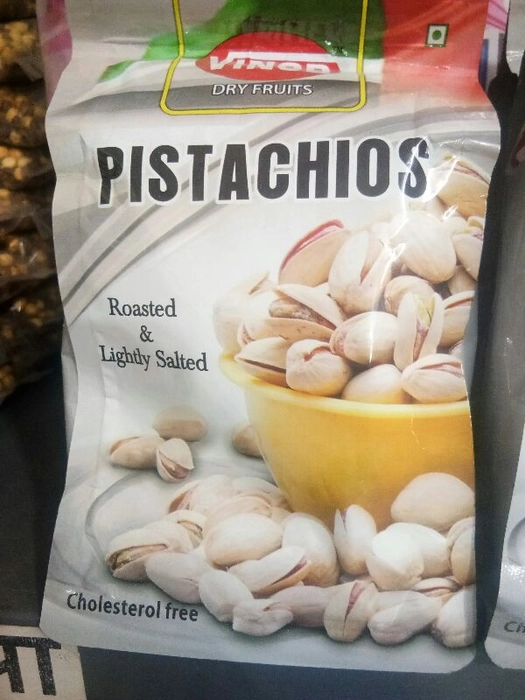 VINOD
DRY FRUITS
PISTACHIOS
Roasted
&
Lightly Salted
Cholesterol free